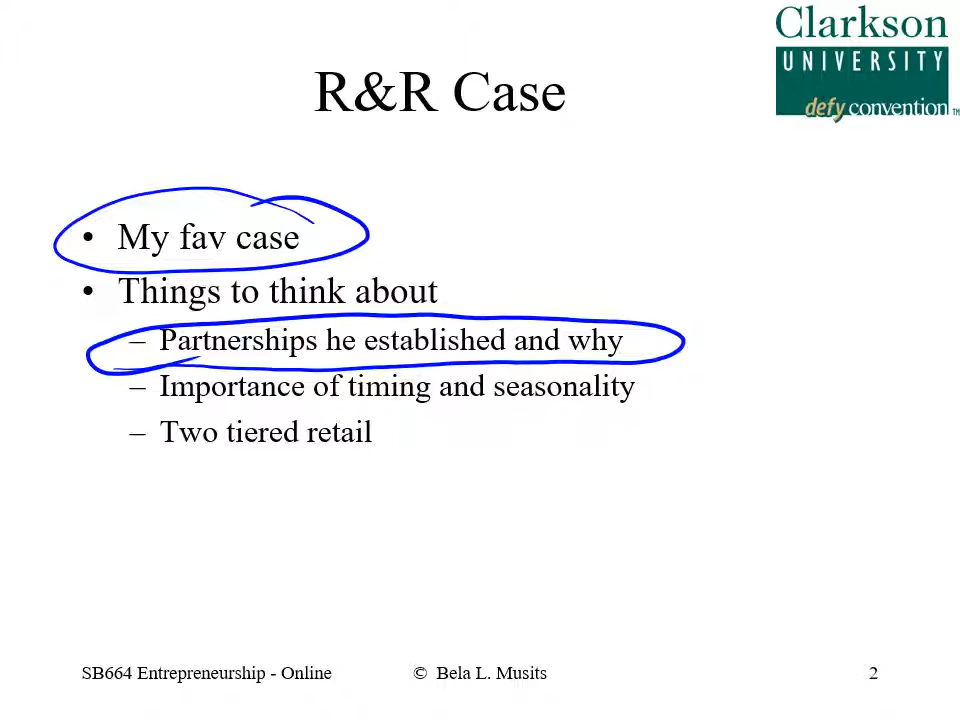 Clarkson
UNIVERSITY
defy convention™
R&R Case
• My fav case
• Things to think about
– Partnerships he established and why
– Importance of timing and seasonality
– Two tiered retail
SB664 Entrepreneurship - Online
© Bela L. Musits
2